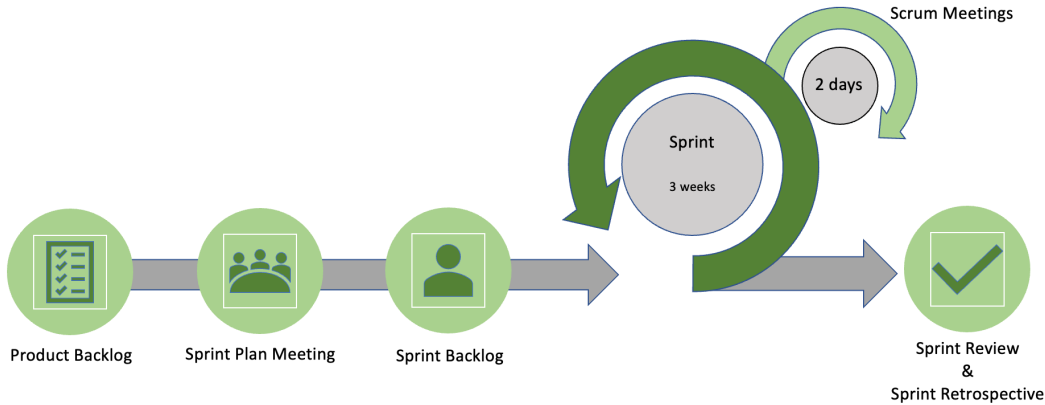 Scrum Meetings
2 days
Sprint
3 weeks
Product Backlog
Sprint Plan Meeting
Sprint Backlog
Sprint Review
&
Sprint Retrospective